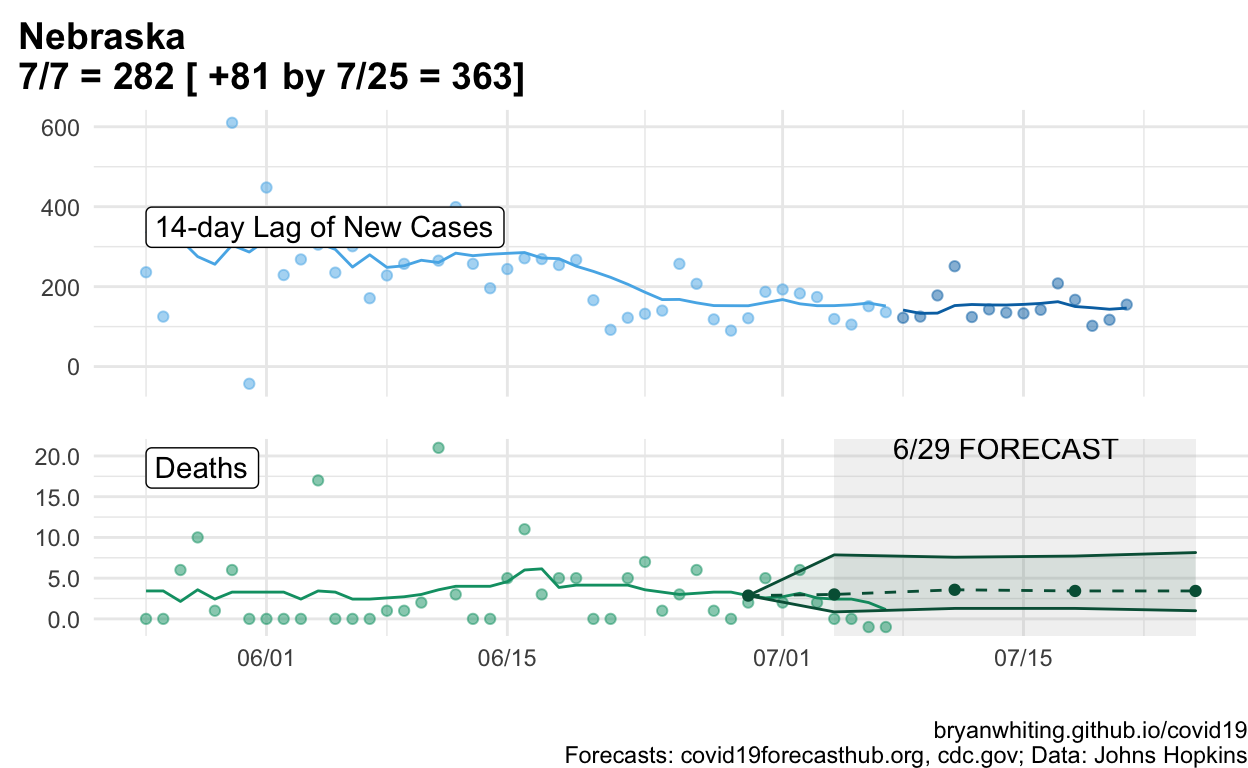 Nebraska
7/7 = 282 [ +81 by 7/25 = 363]
600
400
200
0
14-day Lag of New Cases
20.0
15.0
10.0
5.0
0.0
Deaths
6/29 FORECAST
06/01 06/15 07/01 07/15
bryanwhiting.github.io/covid19
Forecasts: covid19forecasthub.org, cdc.gov; Data: Johns Hopkins